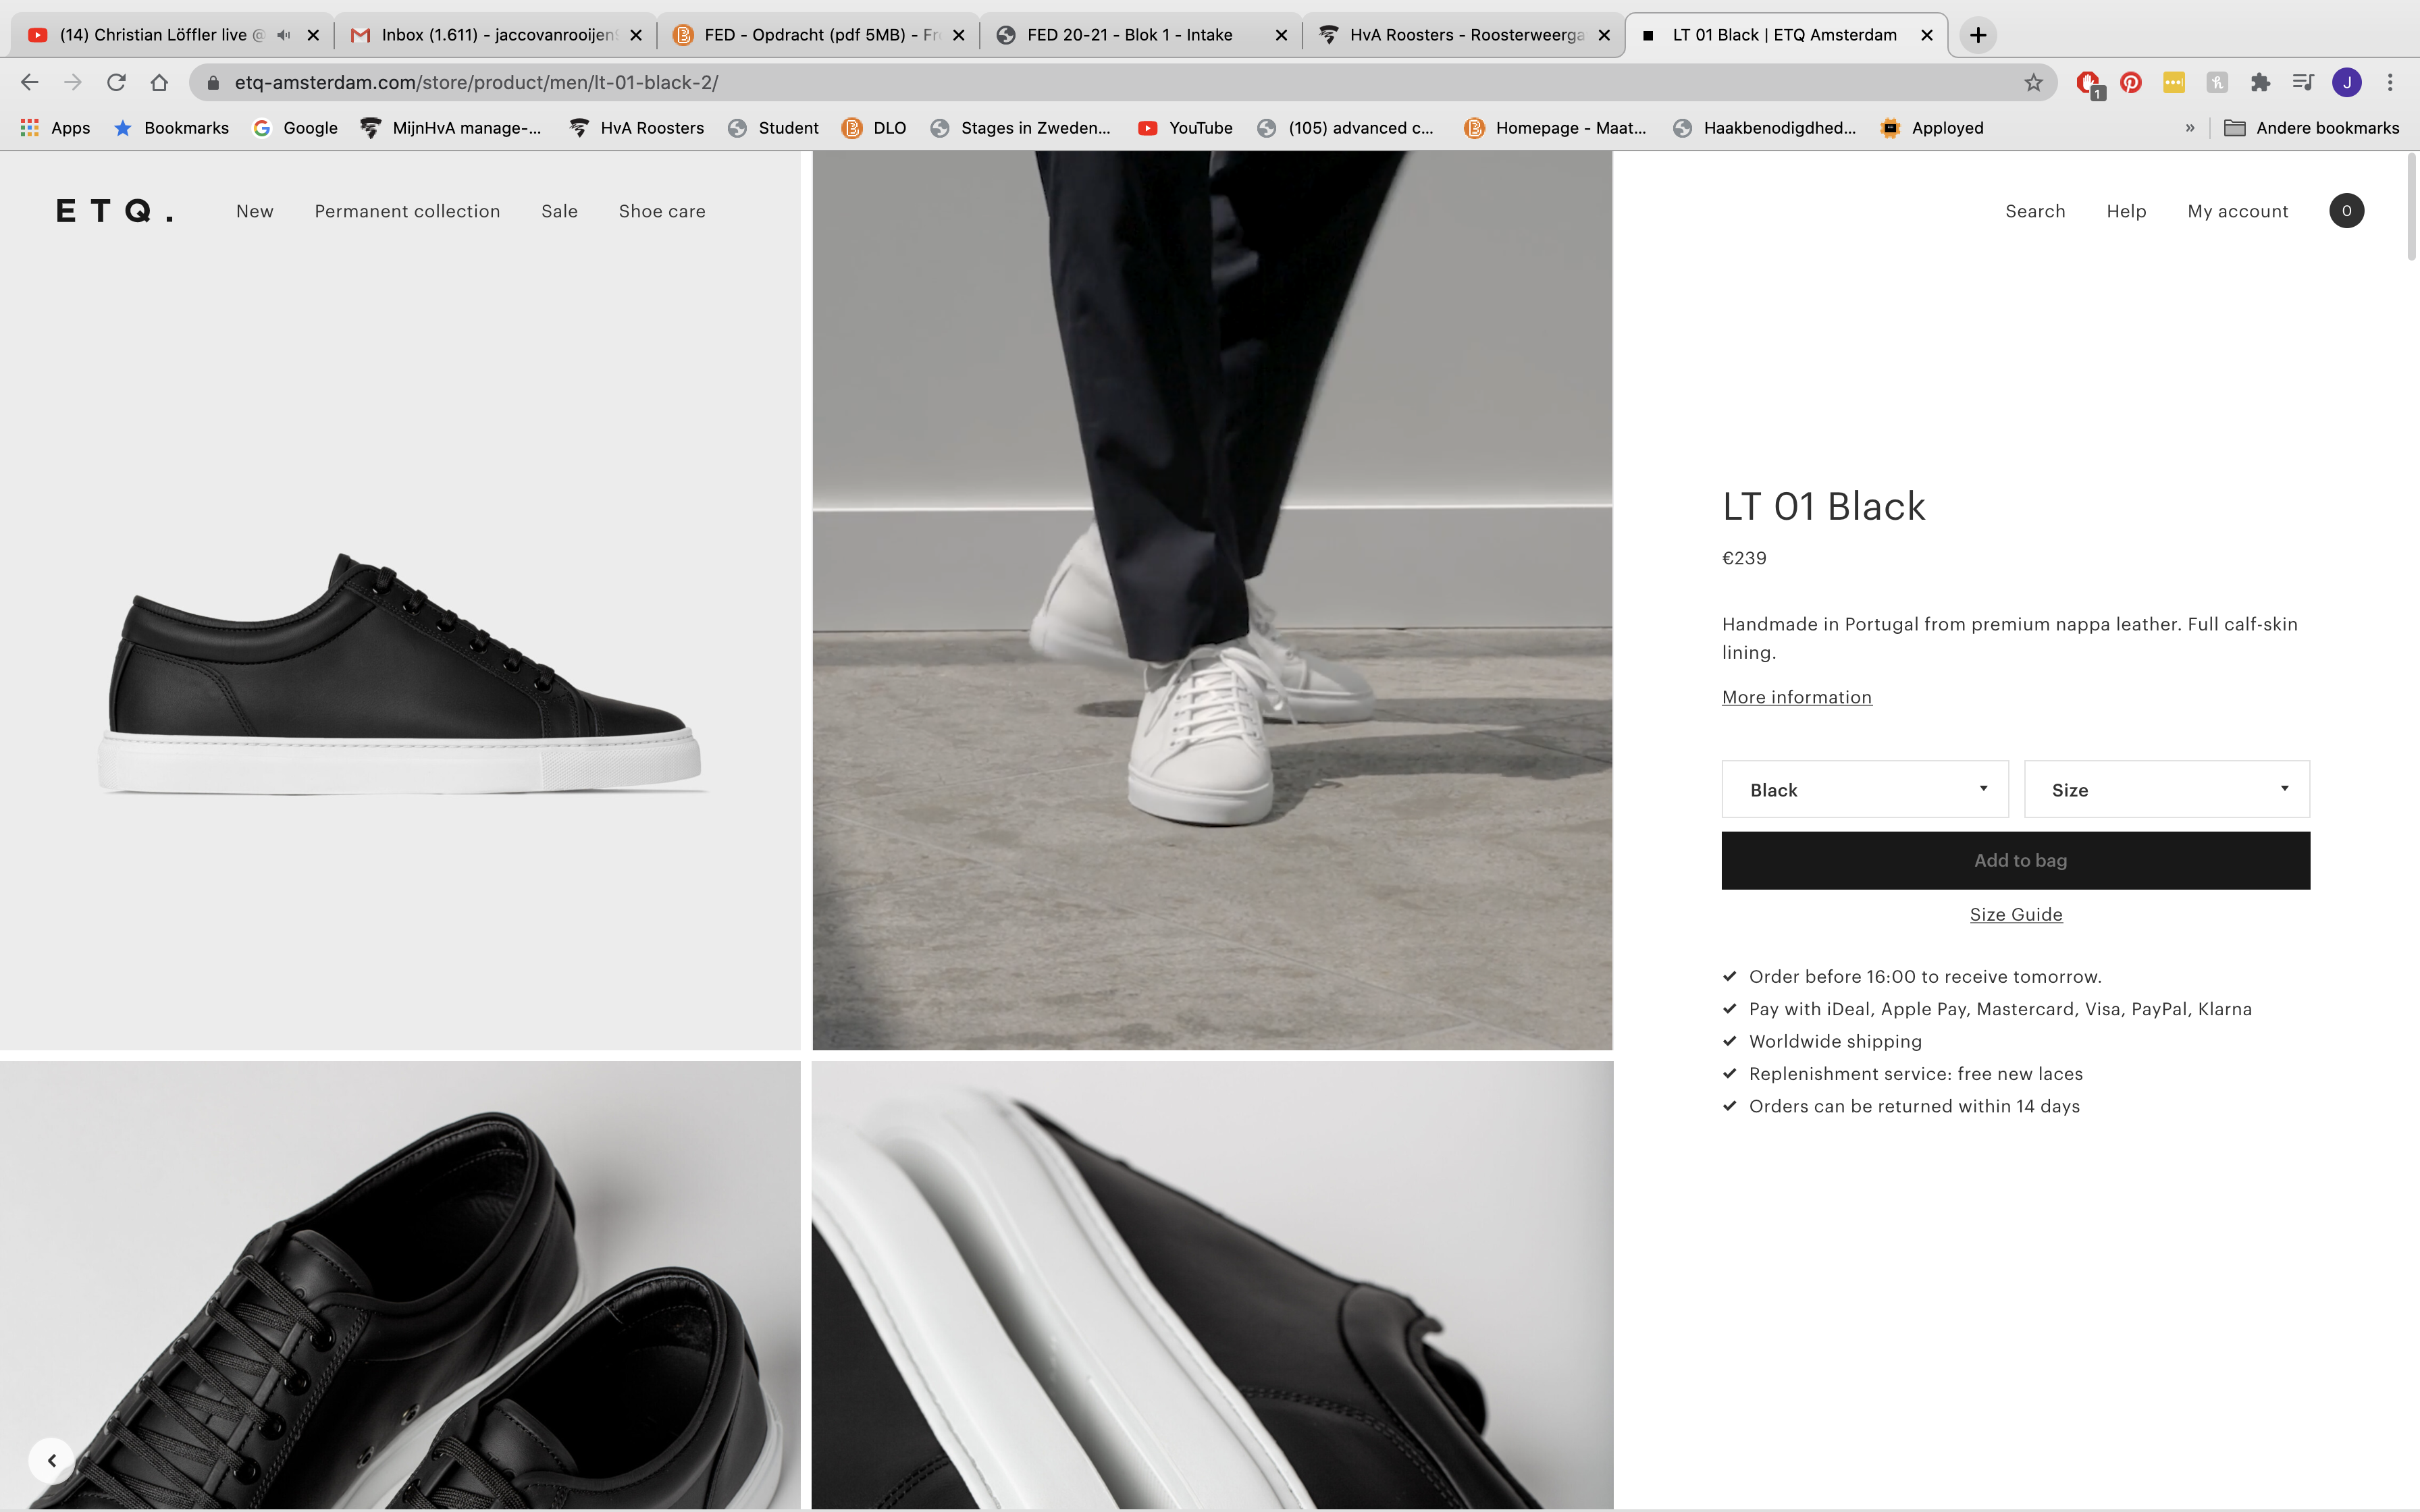 (14) Christian Löffler live @
Inbox (1.611) - jaccovanrooijen
FED - Opdracht (pdf 5MB) - Fr
FED 20-21 - Blok 1 - Intake
HvA Roosters - Roosterweerga
LT 01 Black | ETQ Amsterdam
etq-amsterdam.com/store/product/men/lt-01-black-2/
1
J
Apps
Bookmarks
Google
MijnHvA manage-...
HvA Roosters
Student
DLO
Stages in Zweden...
YouTube
(105) advanced c...
Homepage - Maat...
Haakbenodigdhed...
Apployed
»
Andere bookmarks
ETQ.
New
Permanent collection
Sale
Shoe care
Search
Help
My account
0
LT 01 Black
€239
Handmade in Portugal from premium nappa leather. Full calf-skin
lining.
More information
Black
Size
Add to bag
Size Guide
Order before 16:00 to receive tomorrow.
Pay with iDeal, Apple Pay, Mastercard, Visa, PayPal, Klarna
Worldwide shipping
Replenishment service: free new laces
Orders can be returned within 14 days